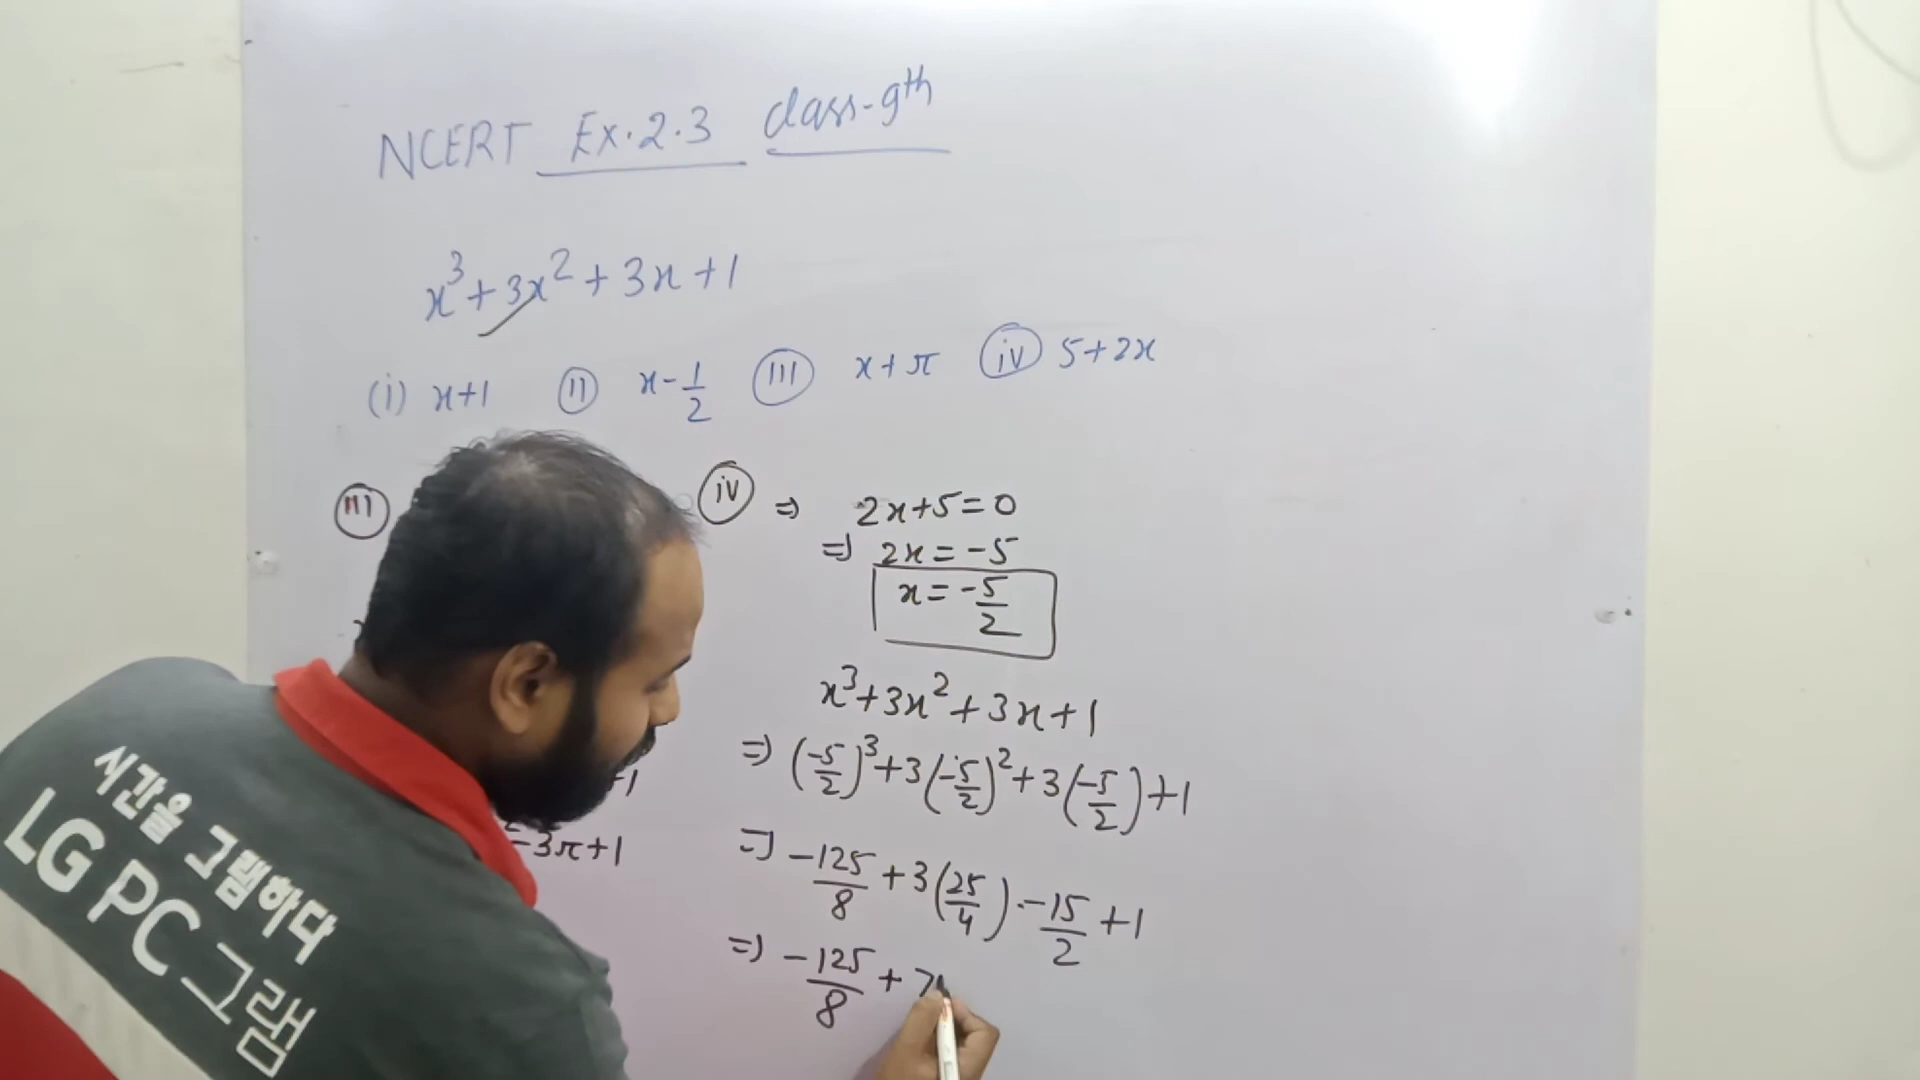 NCERT Ex.2.3 class-9th
x³+3x²+3x+1
(i) x+1 (ii) x-1/2 (iii) x+π (iv) 5+2x
(iii)
(iv) ⇒ 2x+5=0
⇒ 2x=-5
x=-5/2
x³+3x²+3x+1
⇒ (-5/2)³+3(-5/2)²+3(-5/2)+1
⇒ -125/8+3(25/4)-15/2+1
⇒ -125/8+7
+1
-3π+1
시간을 그램하다
LG PC그램